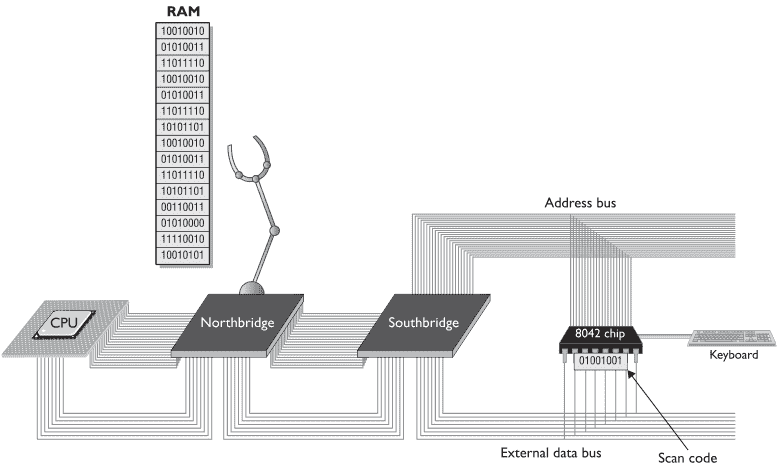 RAM
10010010
01010011
11011110
10010010
01010011
11011110
10101101
10010010
01010011
11011110
10101101
00110011
01010000
11110010
10010101
Address bus
CPU
Northbridge
Southbridge
8042 chip
01001001
Keyboard
External data bus
Scan code